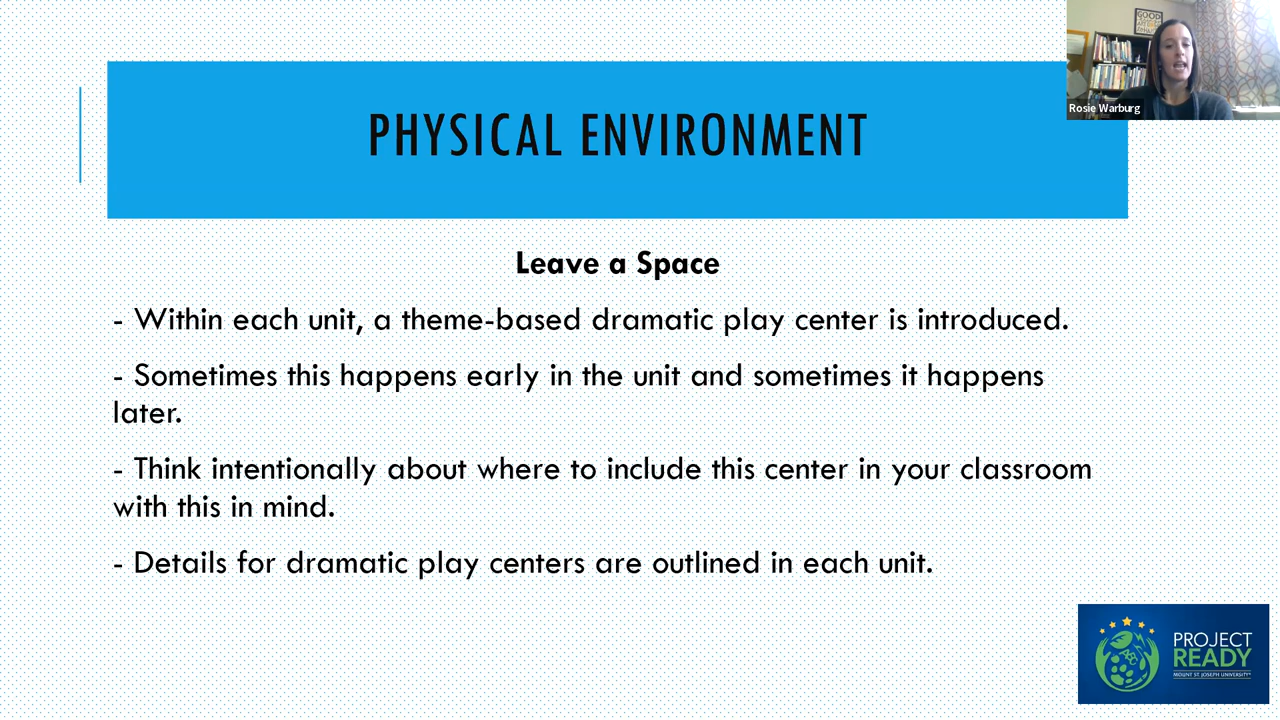 Rosie Warburg
PHYSICAL ENVIRONMENT
Leave a Space
- Within each unit, a theme-based dramatic play center is introduced.
- Sometimes this happens early in the unit and sometimes it happens
later.
- Think intentionally about where to include this center in your classroom
with this in mind.
- Details for dramatic play centers are outlined in each unit.
ABC
PROJECT
READY
MOUNT ST. JOSEPH UNIVERSITY